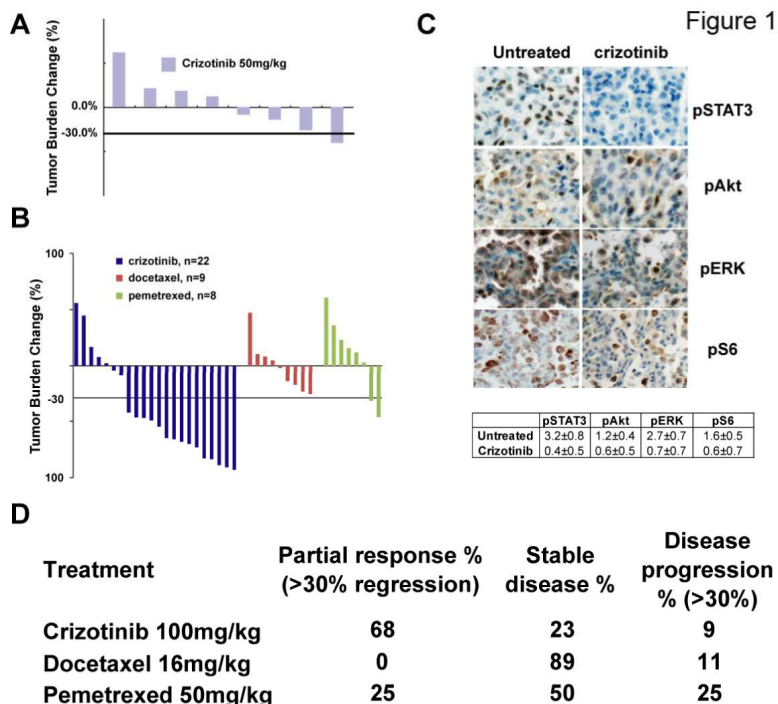 Figure 1
A
Tumor Burden Change (%)
Crizotinib 50mg/kg
0.0%
-30.0%
B
Tumor Burden Change (%)
100
-30
100
crizotinib, n=22
docetaxel, n=9
pemetrexed, n=8
C
Untreated crizotinib
pSTAT3
pAkt
pERK
pS6
pSTAT3 pAkt pERK pS6
Untreated 3.2±0.8 1.2±0.4 2.7±0.7 1.6±0.5
Crizotinib 0.4±0.5 0.6±0.5 0.7±0.7 0.6±0.7
D
Treatment Partial response % (>30% regression) Stable disease % Disease progression % (>30%)
Crizotinib 100mg/kg 68 23 9
Docetaxel 16mg/kg 0 89 11
Pemetrexed 50mg/kg 25 50 25